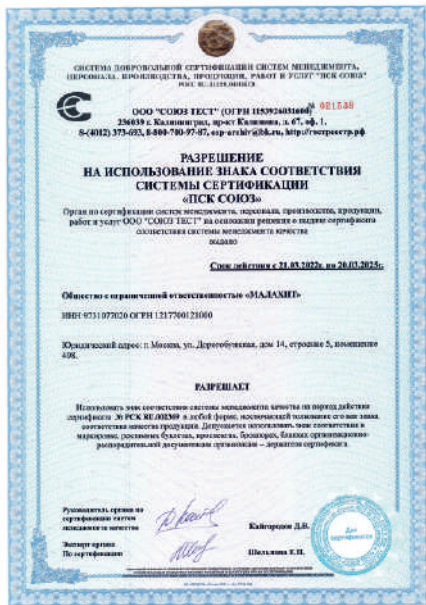 СИСТЕМА ДОБРОВОЛЬНОЙ СЕРТИФИКАЦИИ СИСТЕМ МЕНЕДЖМЕНТА,
ПЕРСОНАЛА, ПРОИЗВОДСТВА, ПРОДУКЦИИ, РАБОТ И УСЛУГ "ПСК СОЮЗ"
№ 021538
ООО "СОЮЗ ТЕСТ" (ОГРН 1153926031600)
236039 г. Калининград, пр-кт Калинина, д. 67, оф. 1,
8-(4012) 373-693, 8-800-700-97-87, esp-archiv@bk.ru, http://гостреестр.рф
РАЗРЕШЕНИЕ
НА ИСПОЛЬЗОВАНИЕ ЗНАКА СООТВЕТСТВИЯ
СИСТЕМЫ СЕРТИФИКАЦИИ
«ПСК СОЮЗ»
Орган по сертификации систем менеджмента, персонала, производства, продукции,
работ и услуг ООО "СОЮЗ ТЕСТ" на основании решения о выдаче сертификата
соответствия системы менеджмента качества
выдано
Срок действия с 21.03.2022г. по 20.03.2025г.
Общество с ограниченной ответственностью «МАЛАХИТ»
ИНН 9731077020 ОГРН 1217700121000
Юридический адрес: г. Москва, ул. Дорогобужская, дом 14, строение 5, помещение
408.
РАЗРЕШАЕТ
Использовать знак соответствия системы менеджмента качества на период действия
сертификата № РСК RU.002309 в любой форме, исключающей толкование его как знака
соответствия качества продукции. Допускается использовать знак соответствия в
маркировке, рекламных буклетах, проспектах, брошюрах, бланках организационно-
распорядительной документации организации – держателя сертификата.
Руководитель органа по
сертификации систем
менеджмента качества
Кайгородов Д.В.
Эксперт органа
По сертификации
Шопалова Е.Н.
Для
сертификатов